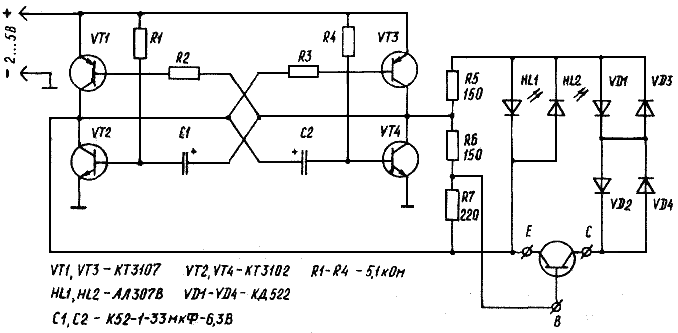 +
- 2...5В
VT1
R1
R2
R3
R4
VT3
R5
150
HL1
HL2
VD1
VD3
VT2
C1
+
C2
+
VT4
R6
150
R7
220
VD2
VD4
E
C
B
VT1, VT3 - КТ3107 VT2, VT4 - КТ3102 R1-R4 - 5,1кОм
HL1, HL2 - АЛ307В VD1-VD4 - КД522
C1, C2 - К52-1-33мкФ-6,3В